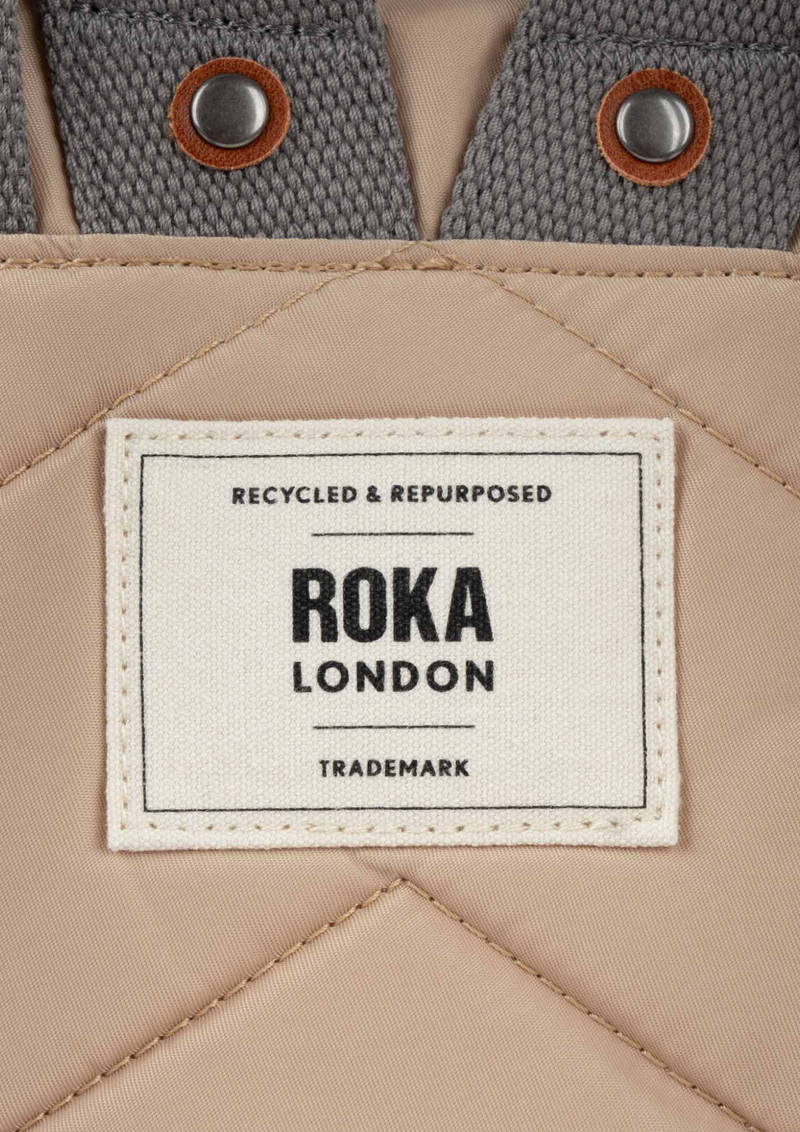 RECYCLED & REPURPOSED
ROKA
LONDON
TRADEMARK